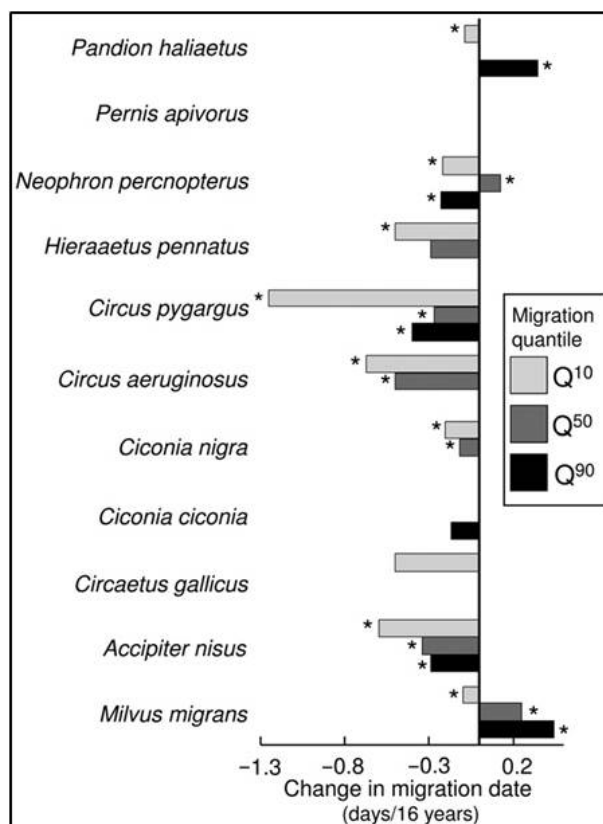 Pandion haliaetus
Pernis apivorus
Neophron percnopterus
Hieraaetus pennatus
Circus pygargus
Circus aeruginosus
Ciconia nigra
Ciconia ciconia
Circaetus gallicus
Accipiter nisus
Milvus migrans
Migration
quantile
Q¹⁰
Q⁵⁰
Q⁹⁰
−1.3 −0.8 −0.3 0.2
Change in migration date
(days/16 years)